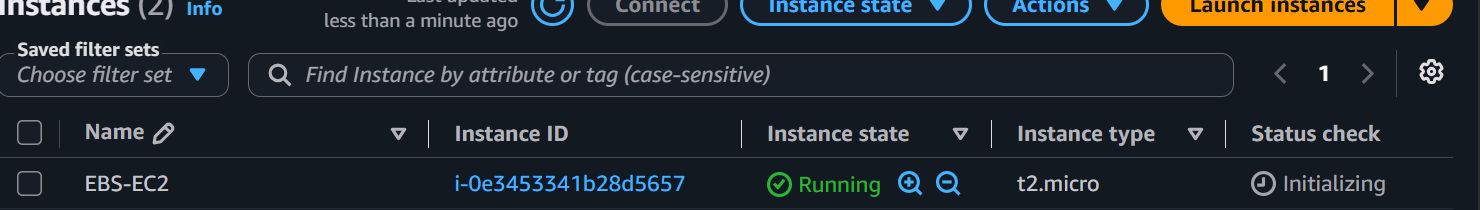 Instances (2) Info
Last updated
less than a minute ago
Connect
Instance state
Actions
Launch instances
Saved filter sets
Choose filter set
Find Instance by attribute or tag (case-sensitive)
1
Name Instance ID Instance state Instance type Status check
EBS-EC2 i-0e3453341b28d5657 Running t2.micro Initializing